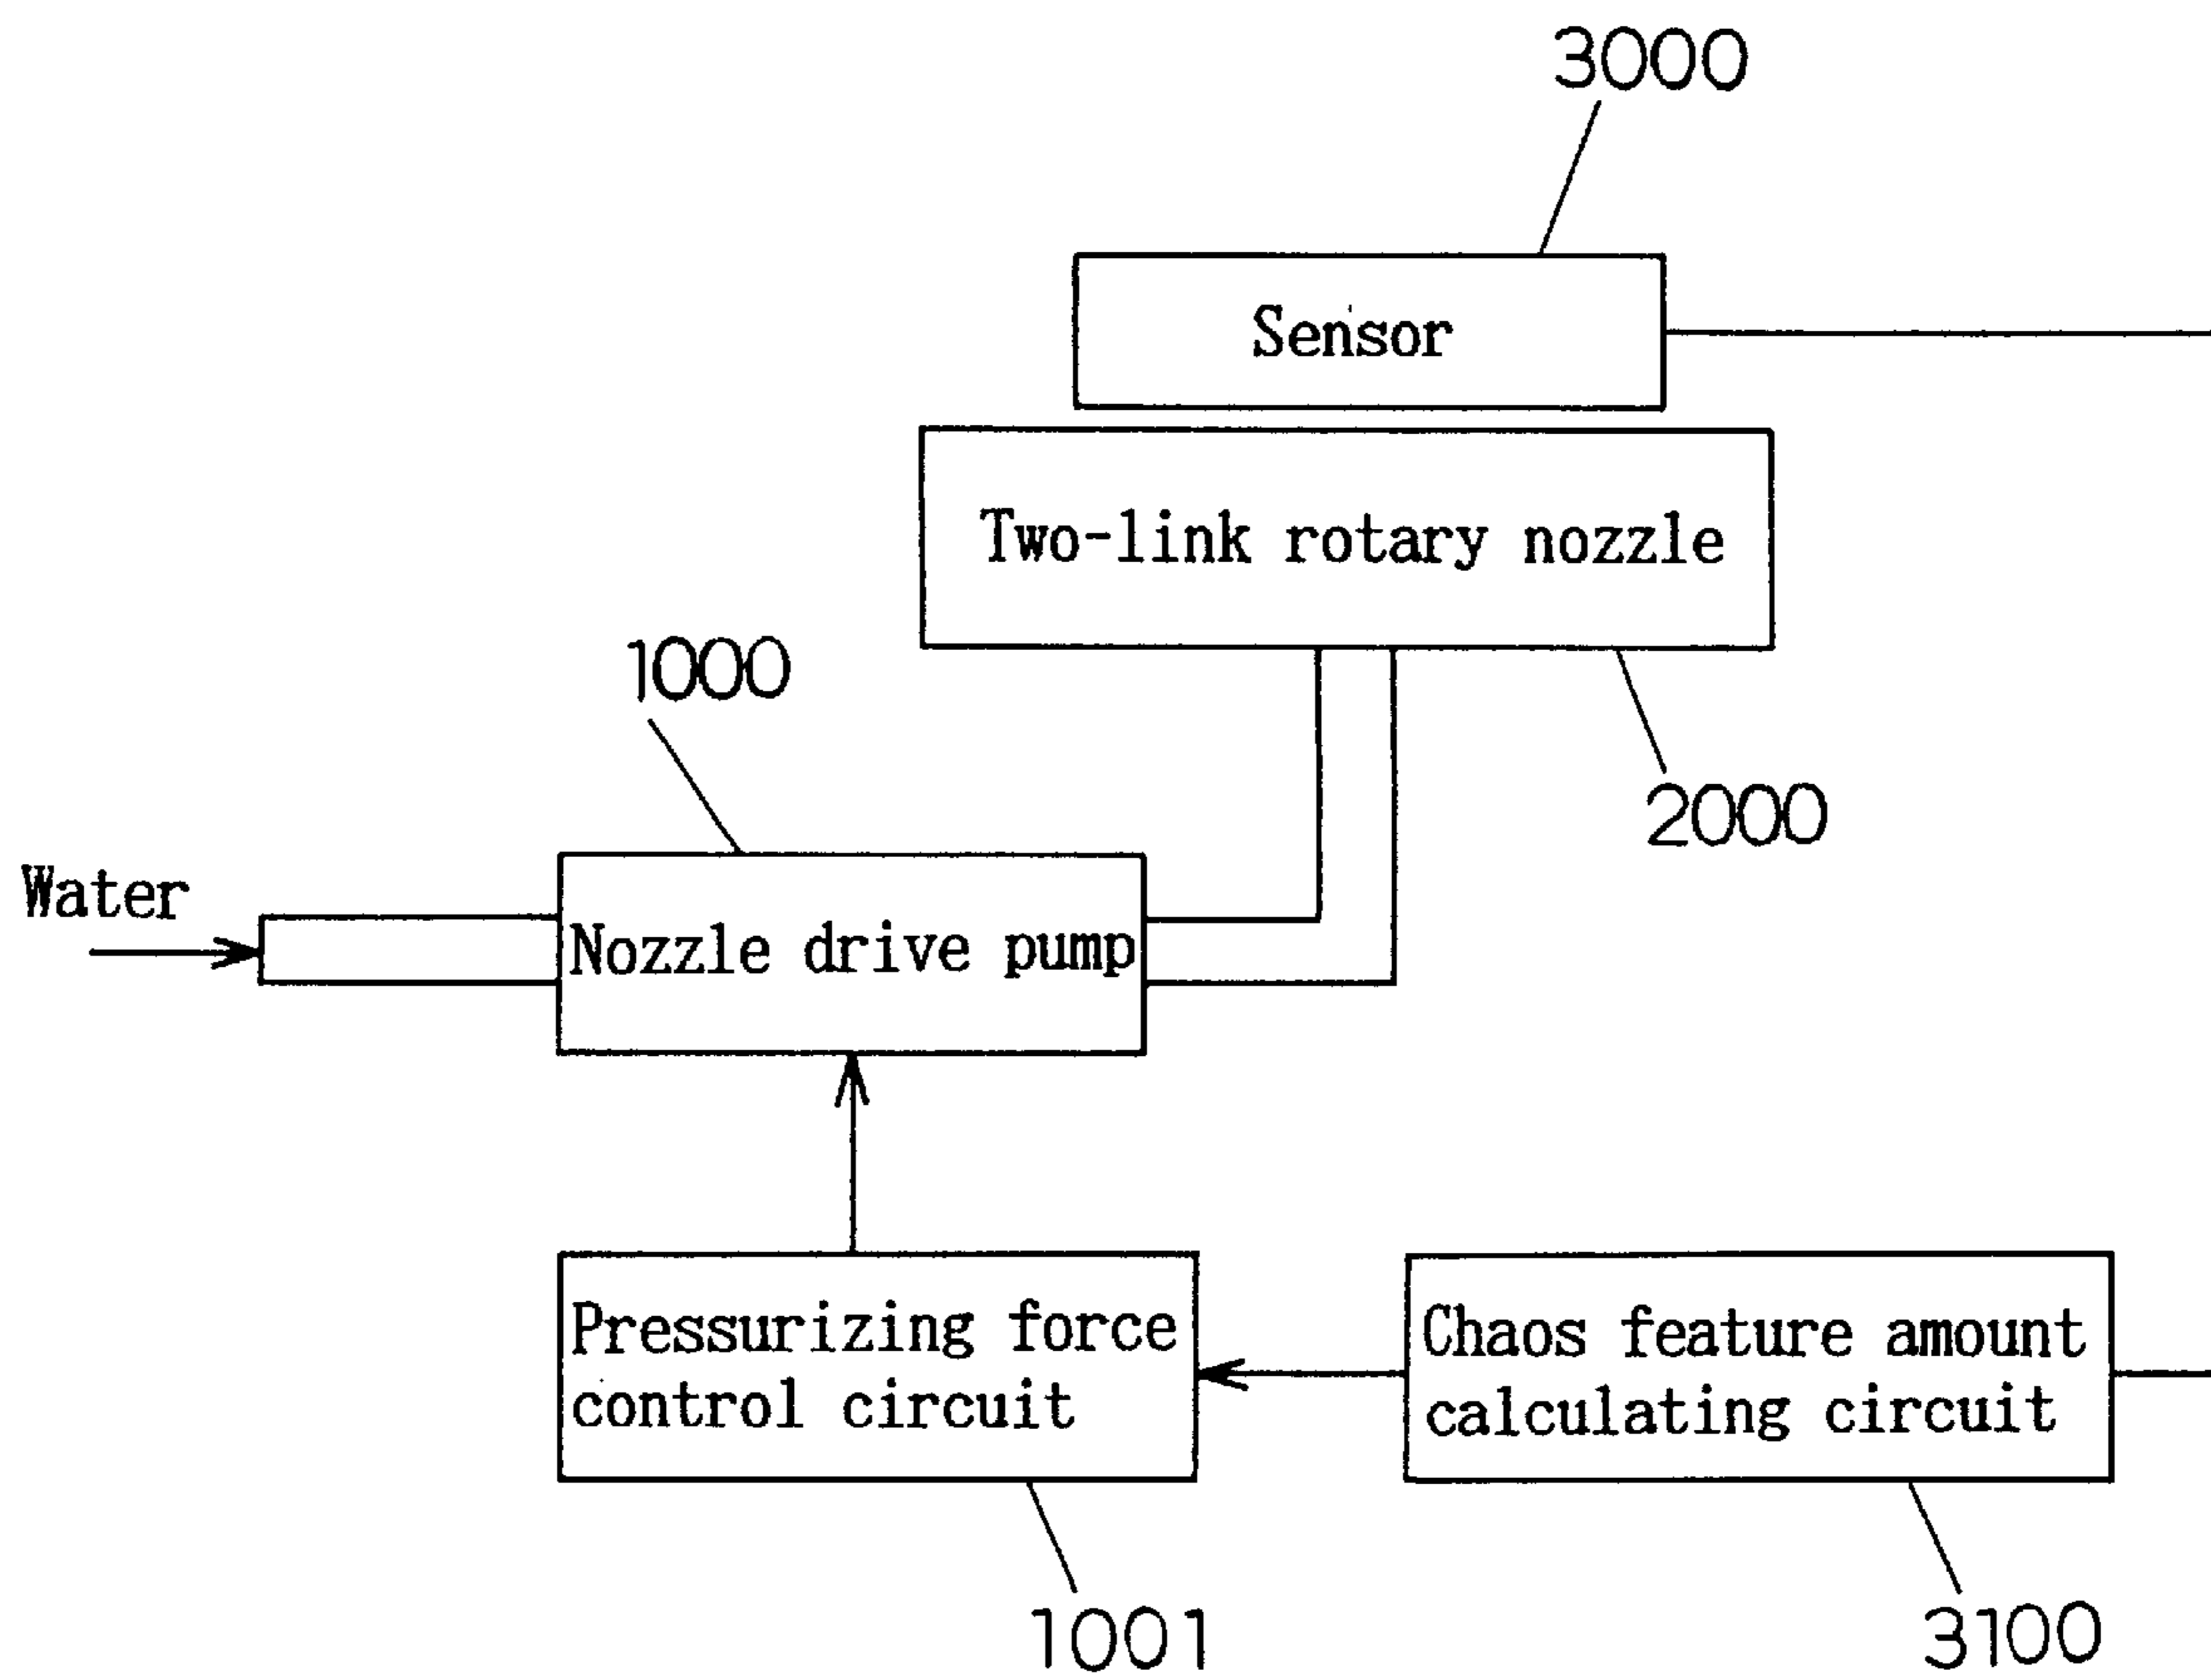 3000
Sensor
Two-link rotary nozzle
1000
2000
Water
Nozzle drive pump
Pressurizing force
control circuit
Chaos feature amount
calculating circuit
1001
3100